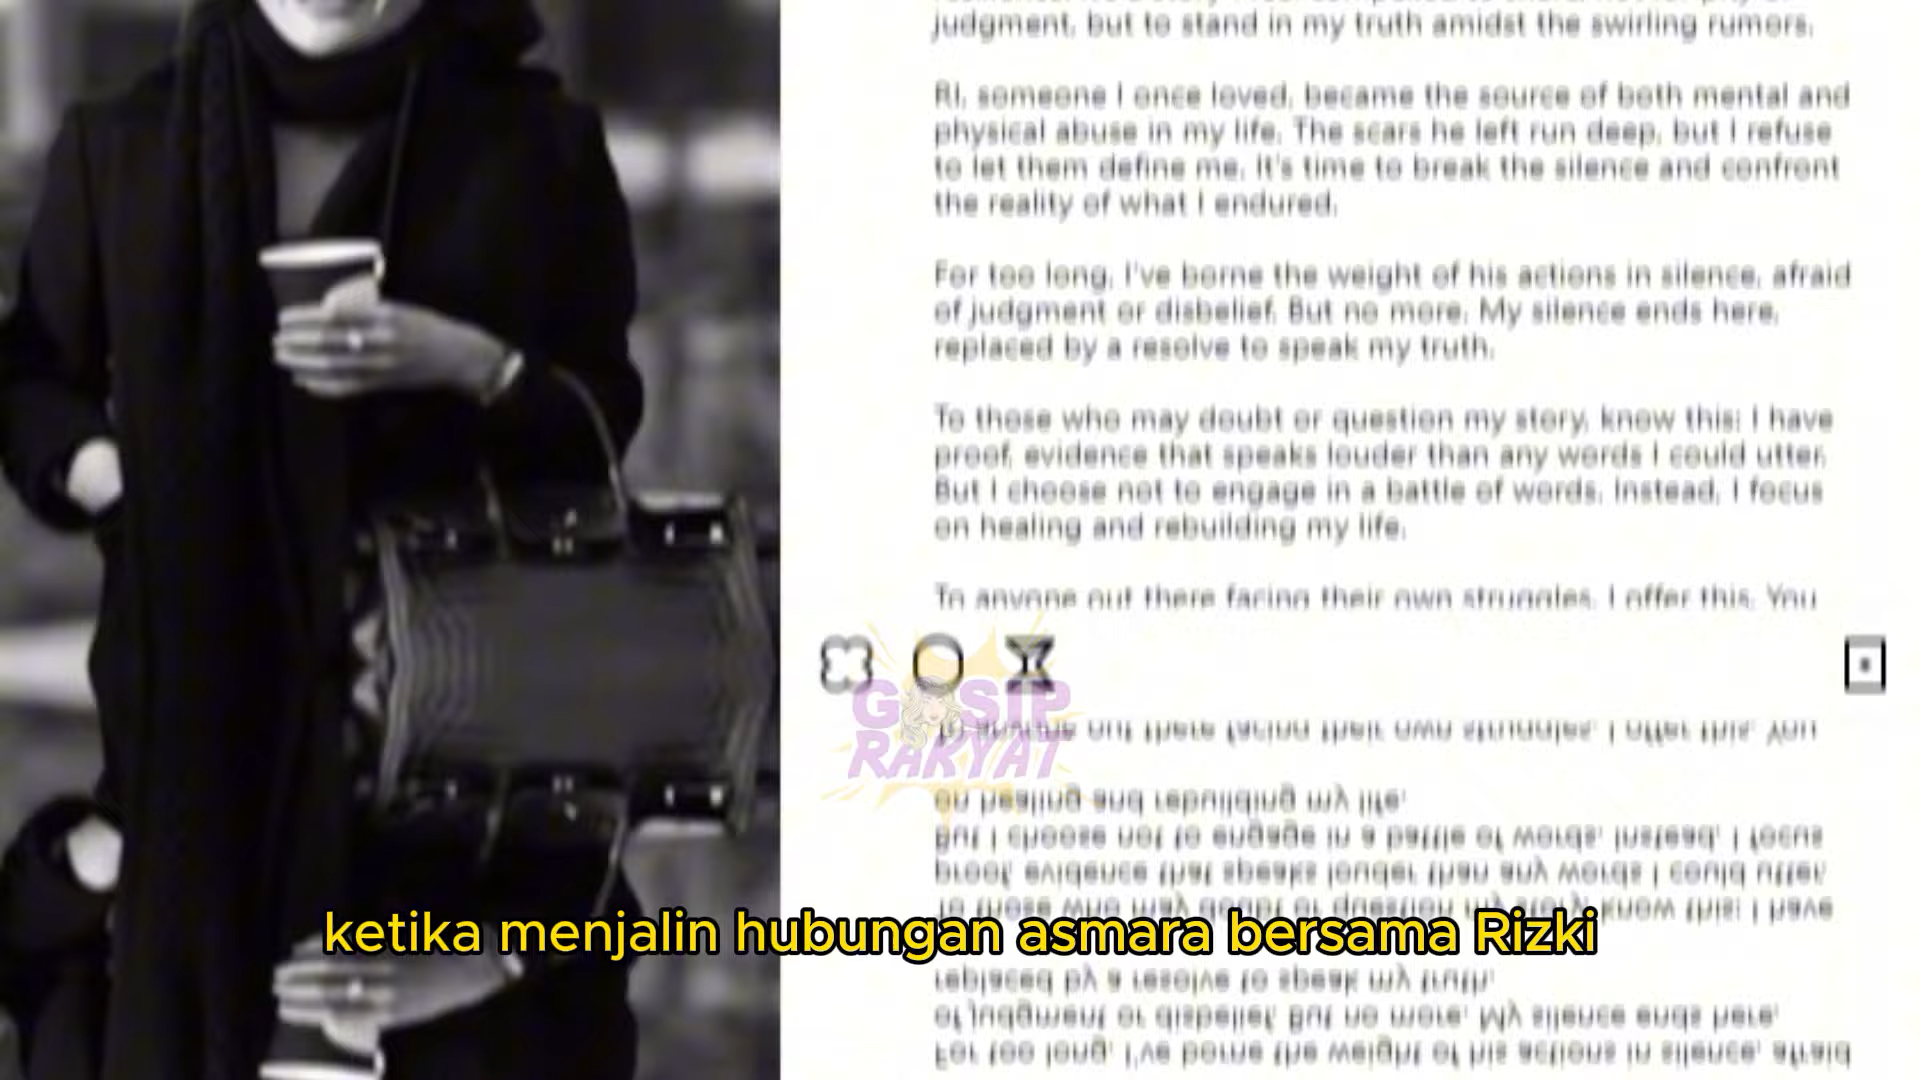 judgment, but to stand in my truth amidst the swirling rumors.
RI, someone I once loved, became the source of both mental and
physical abuse in my life. The scars he left run deep, but I refuse
to let them define me. It's time to break the silence and confront
the reality of what I endured.
For too long, I've borne the weight of his actions in silence, afraid
of judgment or disbelief. But no more. My silence ends here,
replaced by a resolve to speak my truth.
To those who may doubt or question my story, know this: I have
proof, evidence that speaks louder than any words I could utter.
But I choose not to engage in a battle of words. Instead, I focus
on healing and rebuilding my life.
To anyone out there facing their own struggles, I offer this: You
GOSIP
RAKYAT
ketika menjalin hubungan asmara bersama Rizki